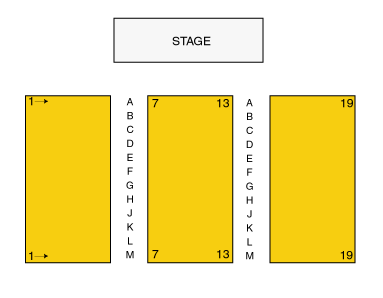 STAGE
1→ A 7 13 A 19
B B
C C
D D
E E
F F
G G
H H
J J
K K
L L
1→ M 7 13 M 19